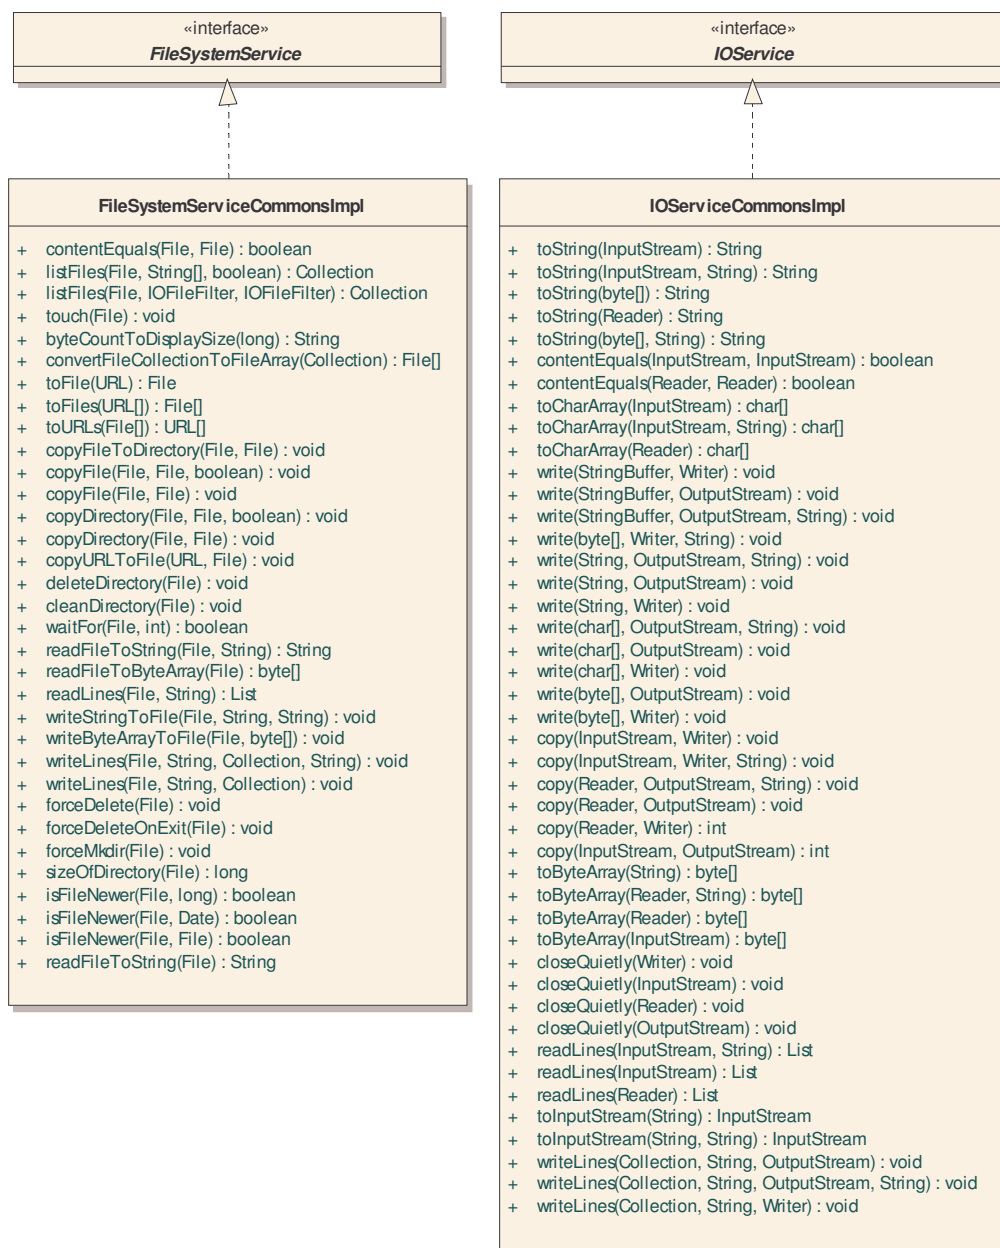 «interface»
FileSystemService
«interface»
IOService
FileSystemServiceCommonsImpl
+ contentEquals(File, File) : boolean
+ listFiles(File, String[], boolean) : Collection
+ listFiles(File, IOFileFilter, IOFileFilter) : Collection
+ touch(File) : void
+ byteCountToDisplaySize(long) : String
+ convertFileCollectionToFileArray(Collection) : File[]
+ toFile(URL) : File
+ toFiles(URL[]) : File[]
+ toURLs(File[]) : URL[]
+ copyFileToDirectory(File, File) : void
+ copyFile(File, File, boolean) : void
+ copyFile(File, File) : void
+ copyDirectory(File, File, boolean) : void
+ copyDirectory(File, File) : void
+ copyURLToFile(URL, File) : void
+ deleteDirectory(File) : void
+ cleanDirectory(File) : void
+ waitFor(File, int) : boolean
+ readFileToString(File, String) : String
+ readFileToByteArray(File) : byte[]
+ readLines(File, String) : List
+ writeStringToFile(File, String, String) : void
+ writeByteArrayToFile(File, byte[]) : void
+ writeLines(File, String, Collection, String) : void
+ writeLines(File, String, Collection) : void
+ forceDelete(File) : void
+ forceDeleteOnExit(File) : void
+ forceMkdir(File) : void
+ sizeOfDirectory(File) : long
+ isFileNewer(File, long) : boolean
+ isFileNewer(File, Date) : boolean
+ isFileNewer(File, File) : boolean
+ readFileToString(File) : String
IOServiceCommonsImpl
+ toString(InputStream) : String
+ toString(InputStream, String) : String
+ toString(byte[]) : String
+ toString(Reader) : String
+ toString(byte[], String) : String
+ contentEquals(InputStream, InputStream) : boolean
+ contentEquals(Reader, Reader) : boolean
+ toCharArray(InputStream) : char[]
+ toCharArray(InputStream, String) : char[]
+ toCharArray(Reader) : char[]
+ write(StringBuffer, Writer) : void
+ write(StringBuffer, OutputStream) : void
+ write(StringBuffer, OutputStream, String) : void
+ write(byte[], Writer, String) : void
+ write(String, OutputStream, String) : void
+ write(String, OutputStream) : void
+ write(String, Writer) : void
+ write(char[], OutputStream, String) : void
+ write(char[], OutputStream) : void
+ write(char[], Writer) : void
+ write(byte[], OutputStream) : void
+ write(byte[], Writer) : void
+ copy(InputStream, Writer) : void
+ copy(InputStream, Writer, String) : void
+ copy(Reader, OutputStream, String) : void
+ copy(Reader, OutputStream) : void
+ copy(Reader, Writer) : int
+ copy(InputStream, OutputStream) : int
+ toByteArray(String) : byte[]
+ toByteArray(Reader, String) : byte[]
+ toByteArray(Reader) : byte[]
+ toByteArray(InputStream) : byte[]
+ closeQuietly(Writer) : void
+ closeQuietly(InputStream) : void
+ closeQuietly(Reader) : void
+ closeQuietly(OutputStream) : void
+ readLines(InputStream, String) : List
+ readLines(InputStream) : List
+ readLines(Reader) : List
+ toInputStream(String) : InputStream
+ toInputStream(String, String) : InputStream
+ writeLines(Collection, String, OutputStream) : void
+ writeLines(Collection, String, OutputStream, String) : void
+ writeLines(Collection, String, Writer) : void